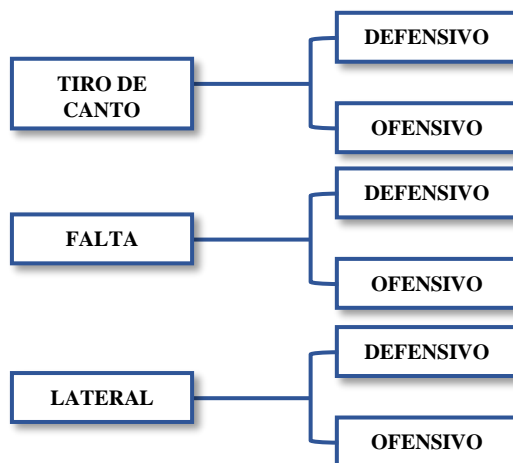 DEFENSIVO
TIRO DE
CANTO
OFENSIVO
DEFENSIVO
FALTA
OFENSIVO
DEFENSIVO
LATERAL
OFENSIVO